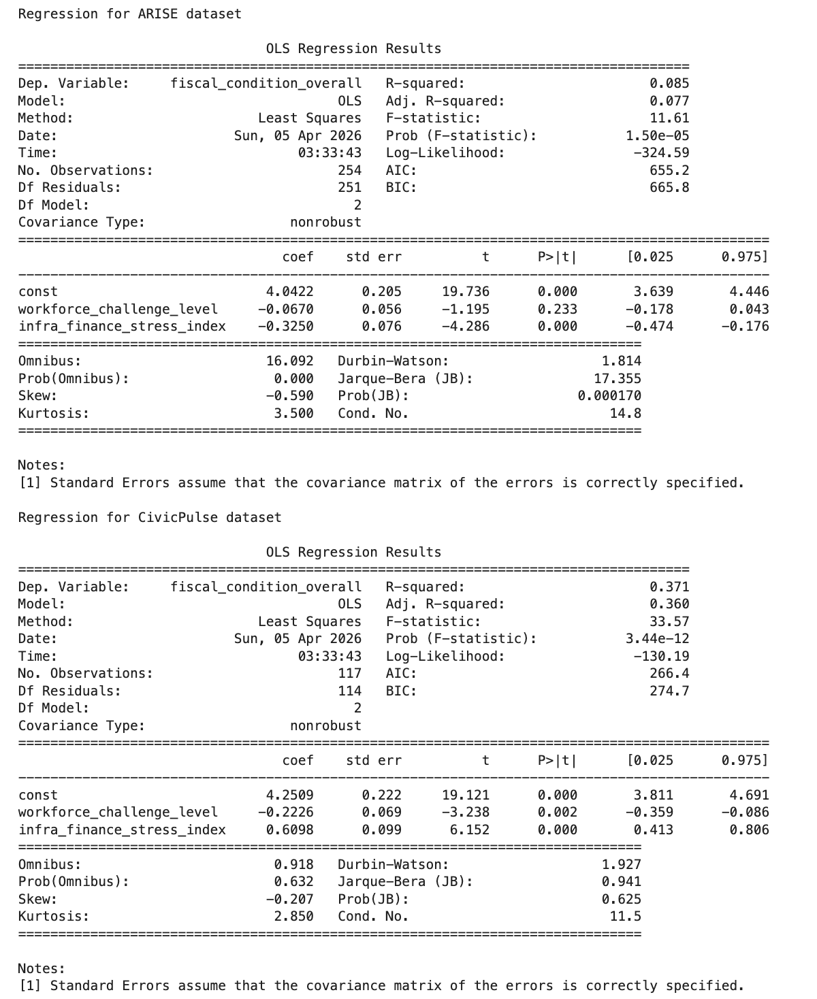 Regression for ARISE dataset
OLS Regression Results
==============================================================================
Dep. Variable: fiscal_condition_overall R-squared: 0.085
Model: OLS Adj. R-squared: 0.077
Method: Least Squares F-statistic: 11.61
Date: Sun, 05 Apr 2026 Prob (F-statistic): 1.50e-05
Time: 03:33:43 Log-Likelihood: -324.59
No. Observations: 254 AIC: 655.2
Df Residuals: 251 BIC: 665.8
Df Model: 2
Covariance Type: nonrobust
==============================================================================
coef std err t P>|t| [0.025 0.975]
------------------------------------------------------------------------------
const 4.0422 0.205 19.736 0.000 3.639 4.446
workforce_challenge_level -0.0670 0.056 -1.195 0.233 -0.178 0.043
infra_finance_stress_index -0.3250 0.076 -4.286 0.000 -0.474 -0.176
==============================================================================
Omnibus: 16.092 Durbin-Watson: 1.814
Prob(Omnibus): 0.000 Jarque-Bera (JB): 17.355
Skew: -0.590 Prob(JB): 0.000170
Kurtosis: 3.500 Cond. No. 14.8
==============================================================================
Notes:
[1] Standard Errors assume that the covariance matrix of the errors is correctly specified.
Regression for CivicPulse dataset
OLS Regression Results
==============================================================================
Dep. Variable: fiscal_condition_overall R-squared: 0.371
Model: OLS Adj. R-squared: 0.360
Method: Least Squares F-statistic: 33.57
Date: Sun, 05 Apr 2026 Prob (F-statistic): 3.44e-12
Time: 03:33:43 Log-Likelihood: -130.19
No. Observations: 117 AIC: 266.4
Df Residuals: 114 BIC: 274.7
Df Model: 2
Covariance Type: nonrobust
==============================================================================
coef std err t P>|t| [0.025 0.975]
------------------------------------------------------------------------------
const 4.2509 0.222 19.121 0.000 3.811 4.691
workforce_challenge_level -0.2226 0.069 -3.238 0.002 -0.359 -0.086
infra_finance_stress_index 0.6098 0.099 6.152 0.000 0.413 0.806
==============================================================================
Omnibus: 0.918 Durbin-Watson: 1.927
Prob(Omnibus): 0.632 Jarque-Bera (JB): 0.941
Skew: -0.207 Prob(JB): 0.625
Kurtosis: 2.850 Cond. No. 11.5
==============================================================================
Notes:
[1] Standard Errors assume that the covariance matrix of the errors is correctly specified.